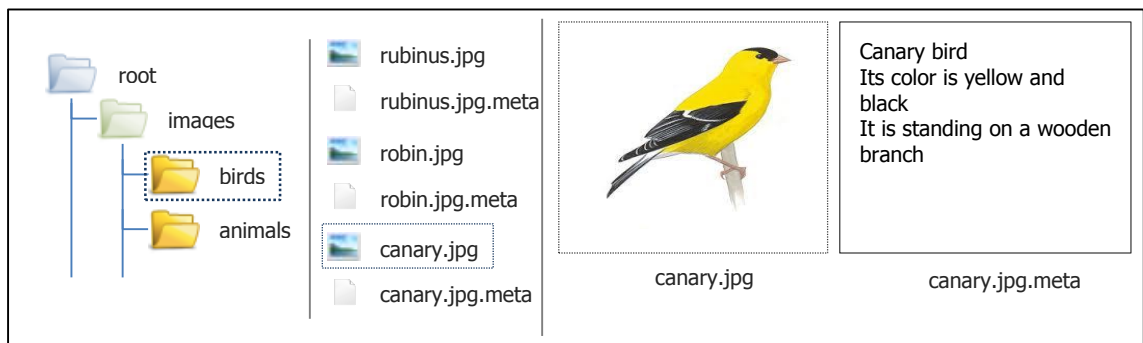 root
images
birds
animals
rubinus.jpg
rubinus.jpg.meta
robin.jpg
robin.jpg.meta
canary.jpg
canary.jpg.meta
canary.jpg
Canary bird
Its color is yellow and
black
It is standing on a wooden
branch
canary.jpg.meta